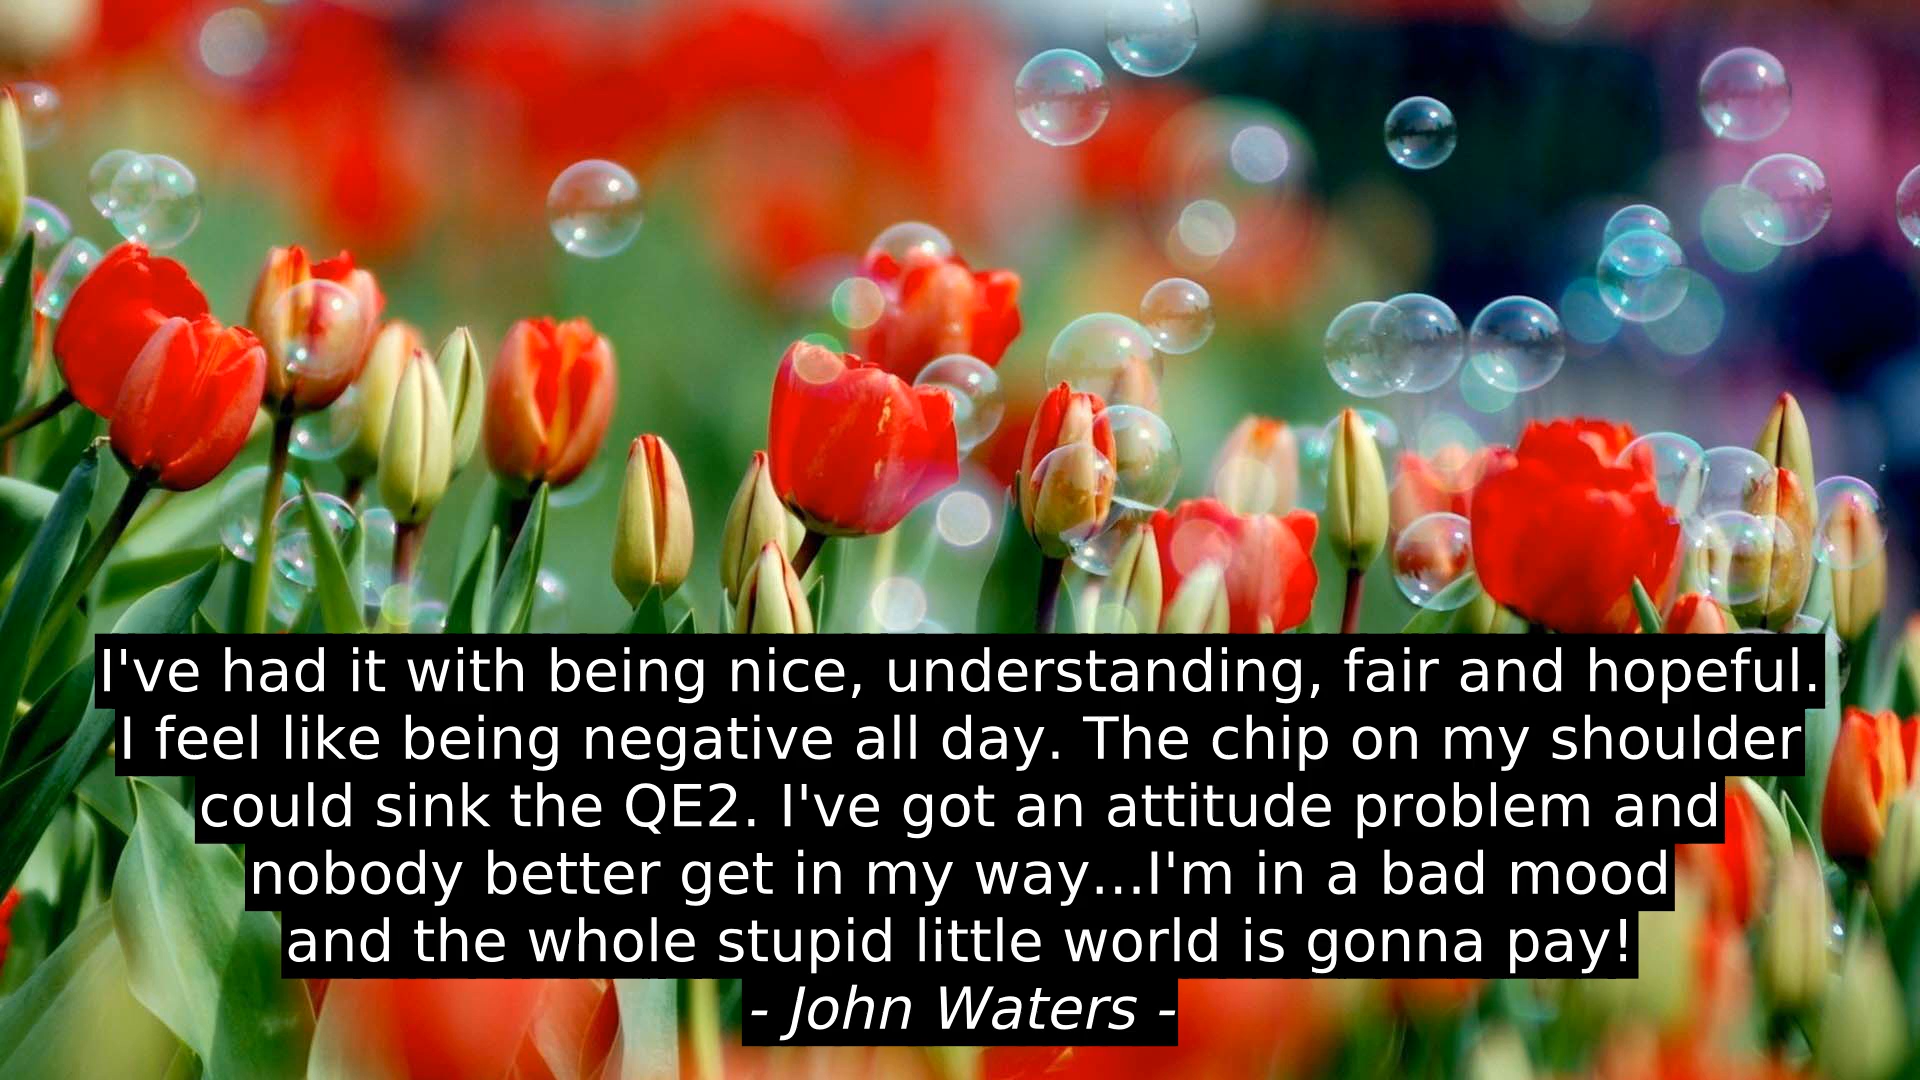 I've had it with being nice, understanding, fair and hopeful.
I feel like being negative all day. The chip on my shoulder
could sink the QE2. I've got an attitude problem and
nobody better get in my way...I'm in a bad mood
and the whole stupid little world is gonna pay!
- John Waters -